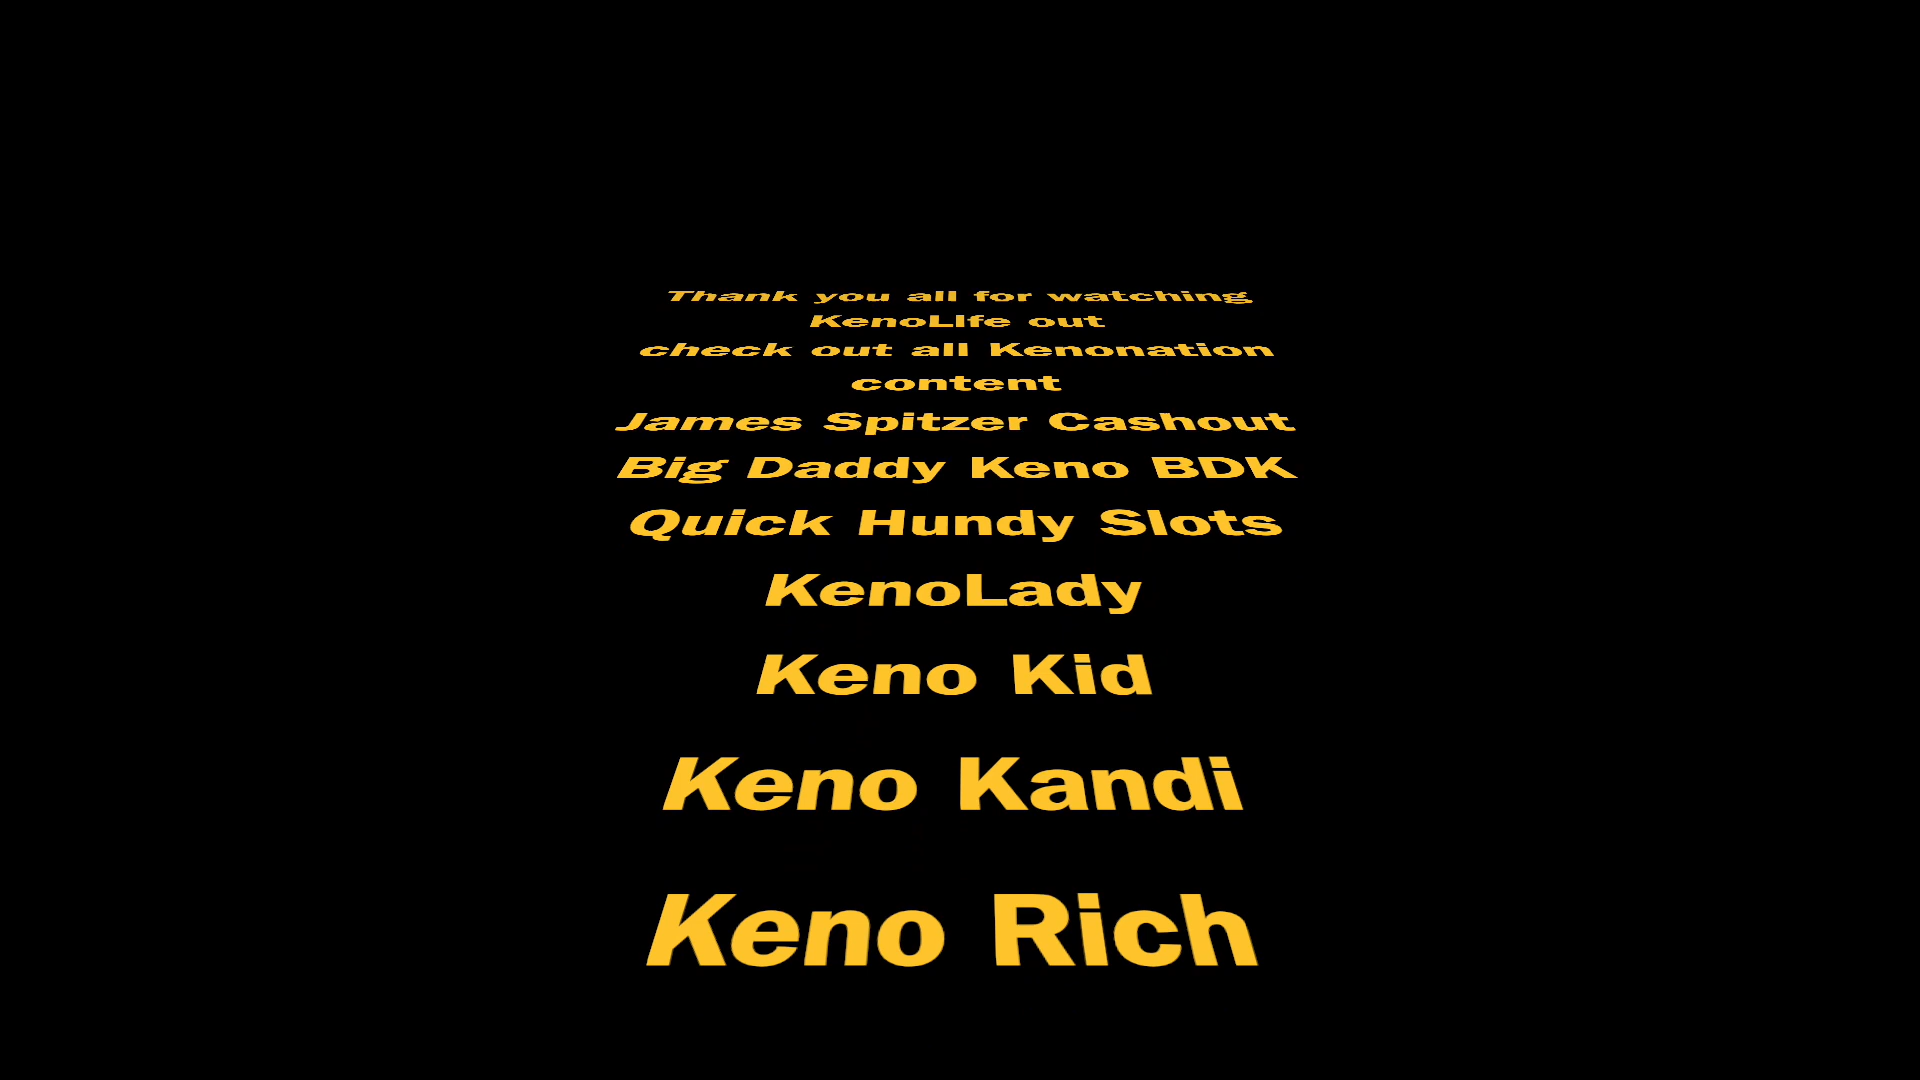 Thank you all for watching
KenoLIfe out
check out all Kenonation
content
James Spitzer Cashout
Big Daddy Keno BDK
Quick Hundy Slots
KenoLady
Keno Kid
Keno Kandi
Keno Rich